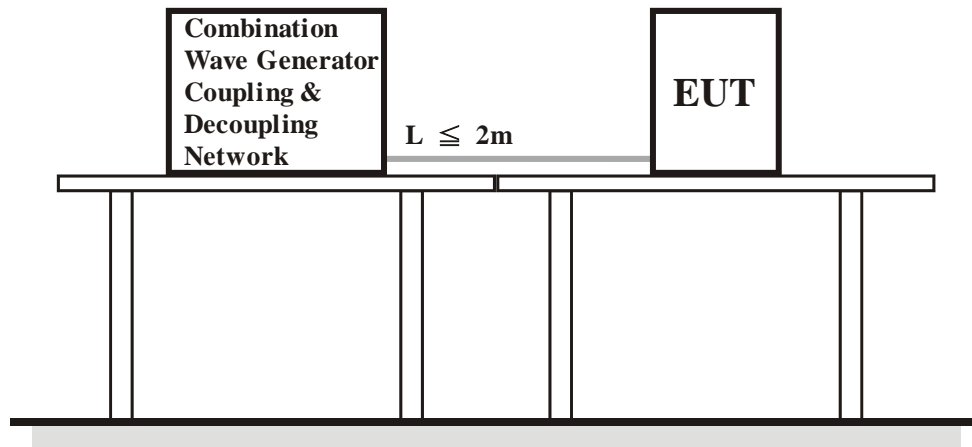 Combination
Wave Generator
Coupling &
Decoupling
Network
EUT
L ≦ 2m